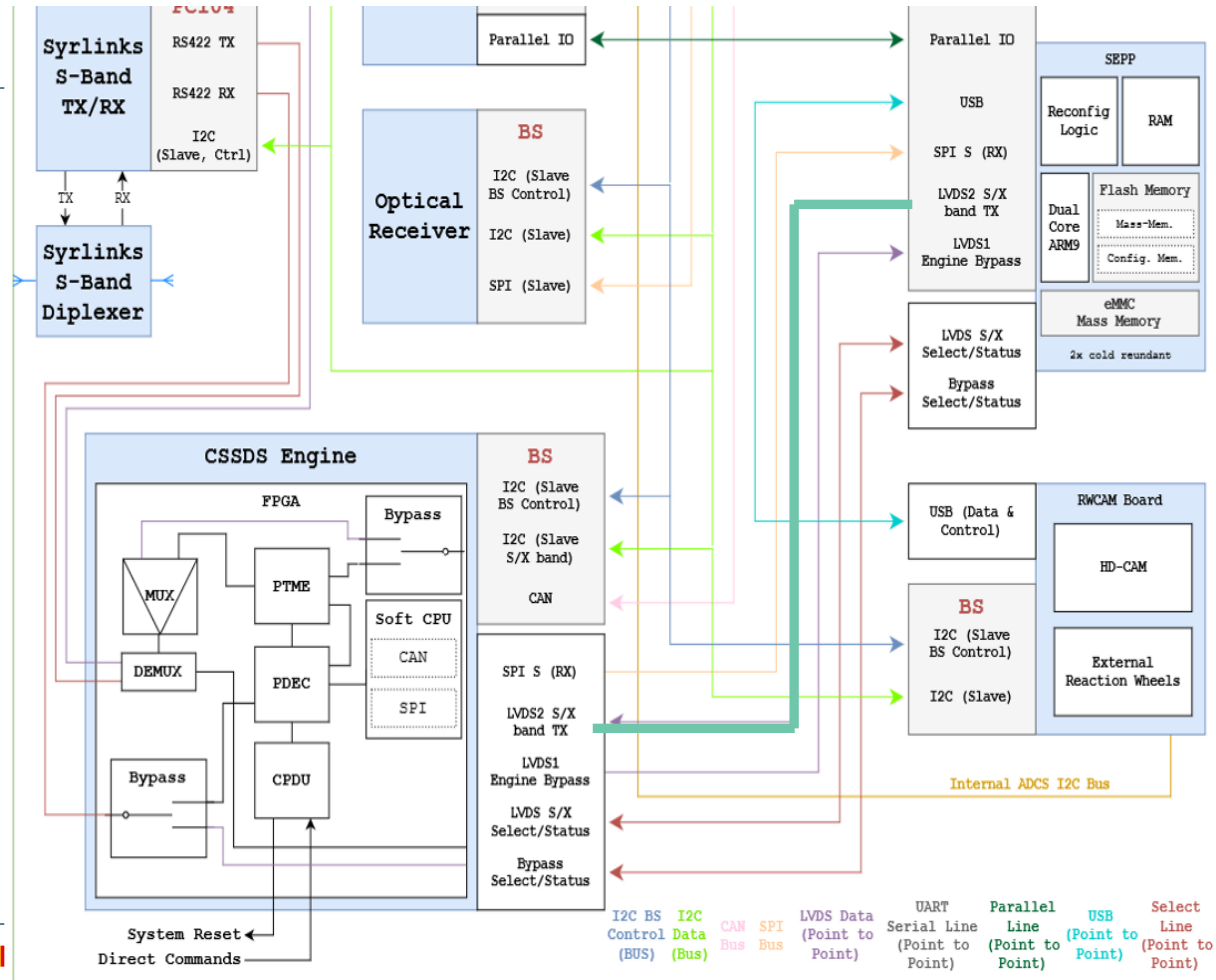 PC104
Syrlinks
S-Band
TX/RX
RS422 TX
RS422 RX
I2C
(Slave, Ctrl)
TX
RX
Syrlinks
S-Band
Diplexer
Parallel IO
Optical
Receiver
BS
I2C (Slave
BS Control)
I2C (Slave)
SPI (Slave)
Parallel IO
USB
SPI S (RX)
LVDS2 S/X
band TX
LVDS1
Engine Bypass
SEPP
Reconfig
Logic
RAM
Dual
Core
ARM9
Flash Memory
Mass-Mem.
Config. Mem.
eMMC
Mass Memory
2x cold reundant
LVDS S/X
Select/Status
Bypass
Select/Status
CSSDS Engine
FPGA
Bypass
MUX
PTME
Soft CPU
CAN
SPI
DEMUX
PDEC
Bypass
CPDU
BS
I2C (Slave
BS Control)
I2C (Slave
S/X band)
CAN
SPI S (RX)
LVDS2 S/X
band TX
LVDS1
Engine Bypass
LVDS S/X
Select/Status
Bypass
Select/Status
USB (Data &
Control)
RWCAM Board
HD-CAM
BS
I2C (Slave
BS Control)
I2C (Slave)
External
Reaction Wheels
Internal ADCS I2C Bus
System Reset
Direct Commands
I2C BS
Control
(BUS)
I2C
Data
(Bus)
CAN
Bus
SPI
Bus
LVDS Data
(Point to
Point)
UART
Serial Line
(Point to
Point)
Parallel
Line
(Point to
Point)
USB
(Point to
Point)
Select
Line
(Point to
Point)